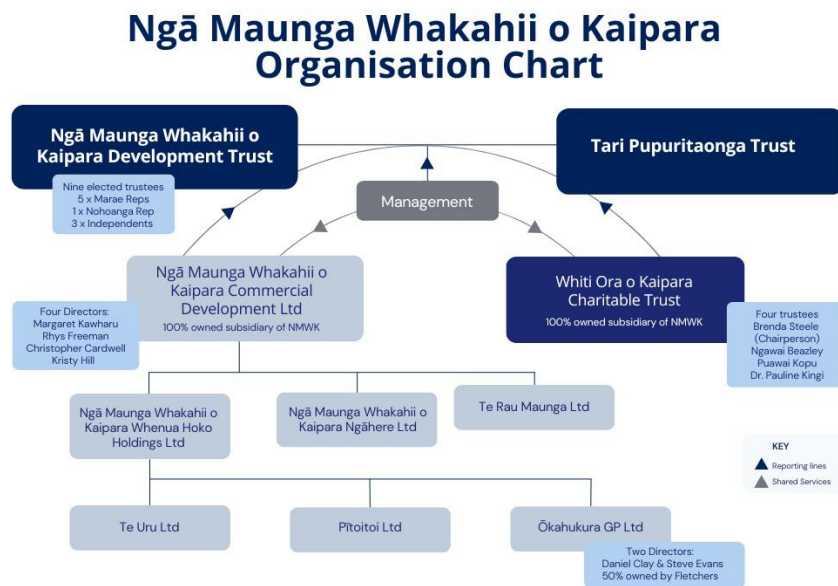 Ngā Maunga Whakahii o Kaipara
Organisation Chart
Ngā Maunga Whakahii o
Kaipara Development Trust
Tari Pupuritaonga Trust
Nine elected trustees
5 x Marae Reps
1 x Nohoanga Rep
3 x Independents
Management
Ngā Maunga Whakahii o
Kaipara Commercial
Development Ltd
100% owned subsidiary of NMWK
Whiti Ora o Kaipara
Charitable Trust
100% owned subsidiary of NMWK
Four Directors:
Margaret Kawharu
Rhys Freeman
Christopher Cardwell
Kristy Hill
Four trustees
Brenda Steele
(Chairperson)
Ngawai Beazley
Puawai Kopu
Dr. Pauline Kingi
Ngā Maunga Whakahii o
Kaipara Whenua Hoko
Holdings Ltd
Ngā Maunga Whakahii o
Kaipara Ngāhere Ltd
Te Rau Maunga Ltd
KEY
Reporting lines
Shared Services
Te Uru Ltd
Pītoitoi Ltd
Ōkahukura GP Ltd
Two Directors:
Daniel Clay & Steve Evans
50% owned by Fletchers